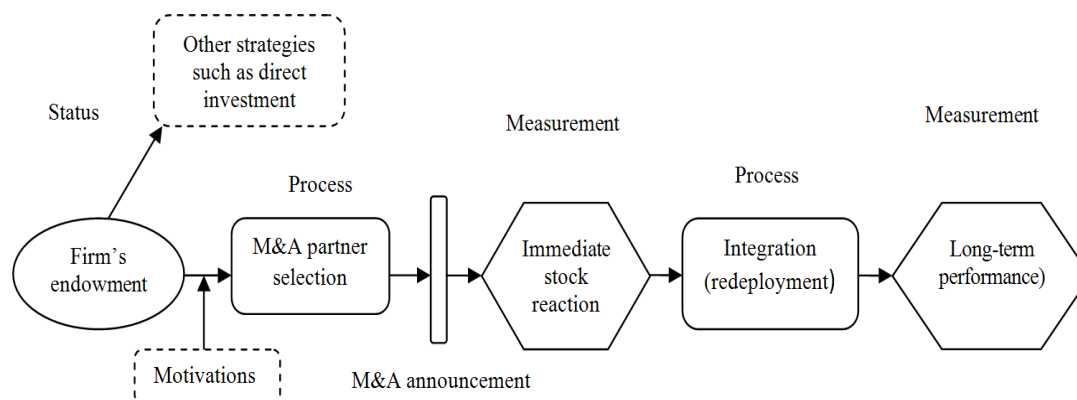 Other strategies
such as direct
investment
Status
Measurement
Measurement
Process
Process
Firm’s
endowment
M&A partner
selection
Immediate
stock
reaction
Integration
(redeployment)
Long-term
performance)
Motivations
M&A announcement